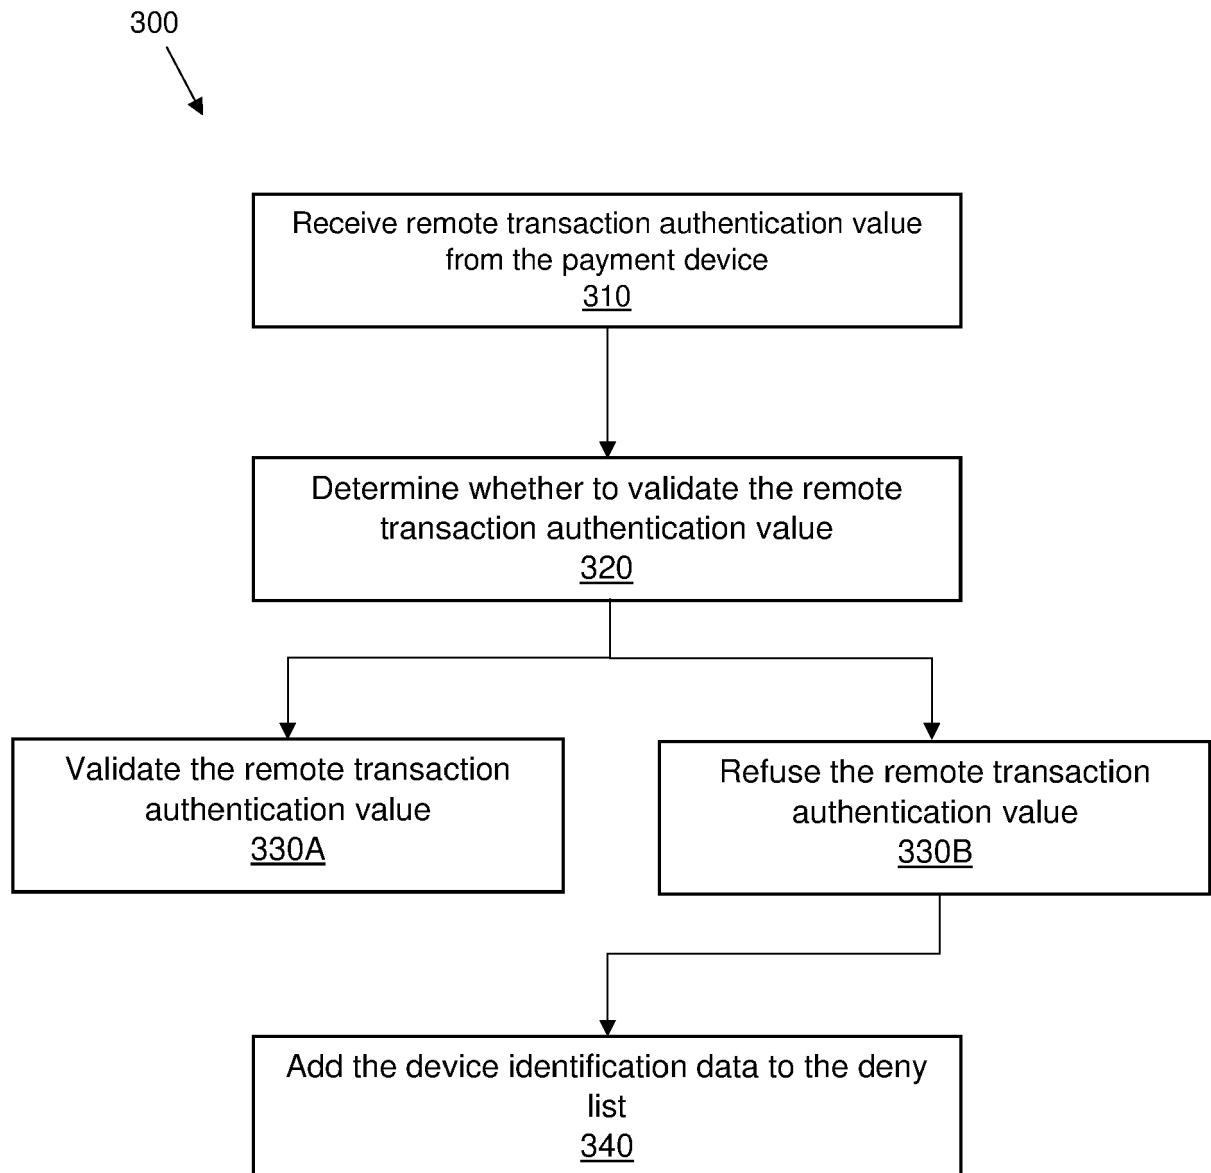 300
Receive remote transaction authentication value
from the payment device
310
Determine whether to validate the remote
transaction authentication value
320
Validate the remote transaction
authentication value
330A
Refuse the remote transaction
authentication value
330B
Add the device identification data to the deny
list
340